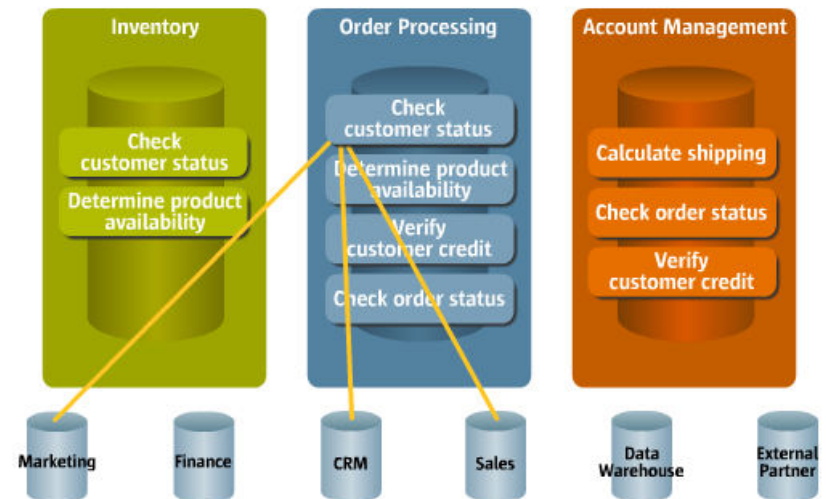 Inventory
Check
customer status
Determine product
availability
Order Processing
Check
customer status
Determine product
availability
Verify
customer credit
Check order status
Account Management
Calculate shipping
Check order status
Verify
customer credit
Marketing
Finance
CRM
Sales
Data
Warehouse
External
Partner